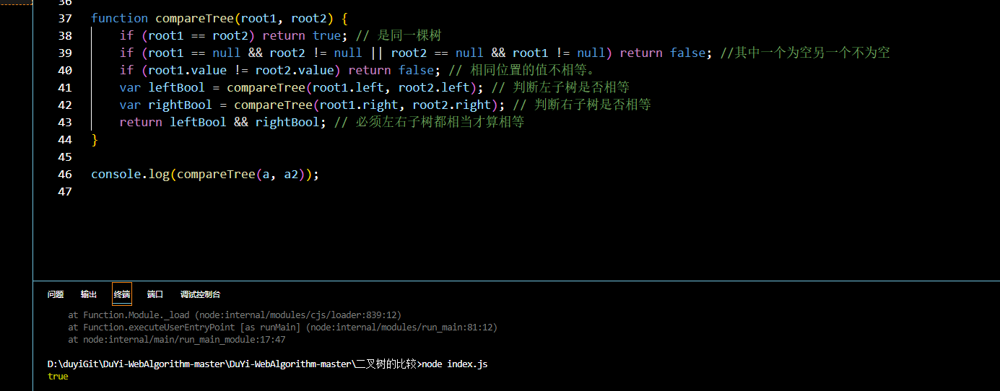 36
37 function compareTree(root1, root2) {
38 if (root1 == root2) return true; // 是同一棵树
39 if (root1 == null && root2 != null || root2 == null && root1 != null) return false; //其中一个为空另一个不为空
40 if (root1.value != root2.value) return false; // 相同位置的值不相等。
41 var leftBool = compareTree(root1.left, root2.left); // 判断左子树是否相等
42 var rightBool = compareTree(root1.right, root2.right); // 判断右子树是否相等
43 return leftBool && rightBool; // 必须左右子树都相当才算相等
44 }
45
46 console.log(compareTree(a, a2));
47
问题 输出 终端 端口 调试控制台
at Function.Module._load (node:internal/modules/cjs/loader:839:12)
at Function.executeUserEntryPoint [as runMain] (node:internal/modules/run_main:81:12)
at node:internal/main/run_main_module:17:47
D:\duyiGit\DuYi-WebAlgorithm-master\DuYi-WebAlgorithm-master\二叉树的比较>node index.js
true